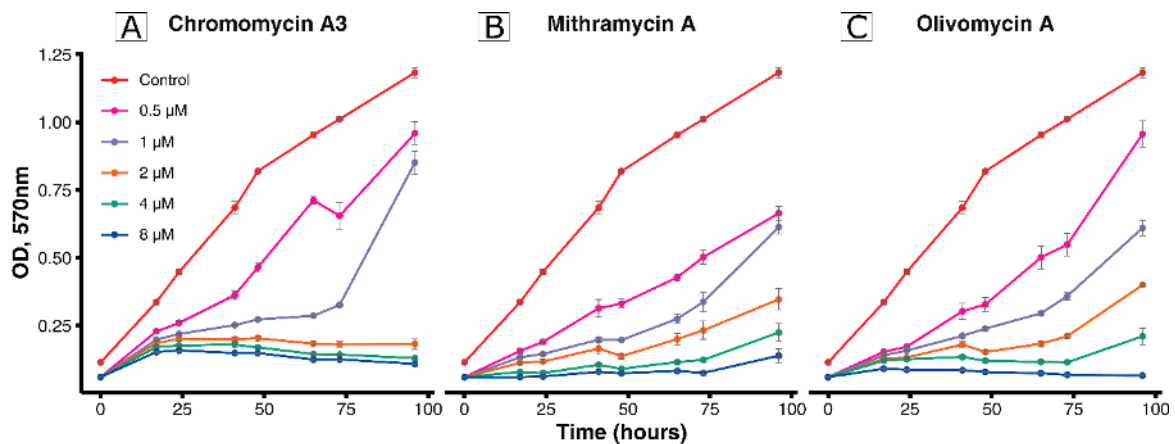 A Chromomycin A3
B Mithramycin A
C Olivomycin A
OD, 570nm
1.25
1.00
0.75
0.50
0.25
Control
0.5 µM
1 µM
2 µM
4 µM
8 µM
0 25 50 75 100
0 25 50 75 100
0 25 50 75 100
Time (hours)